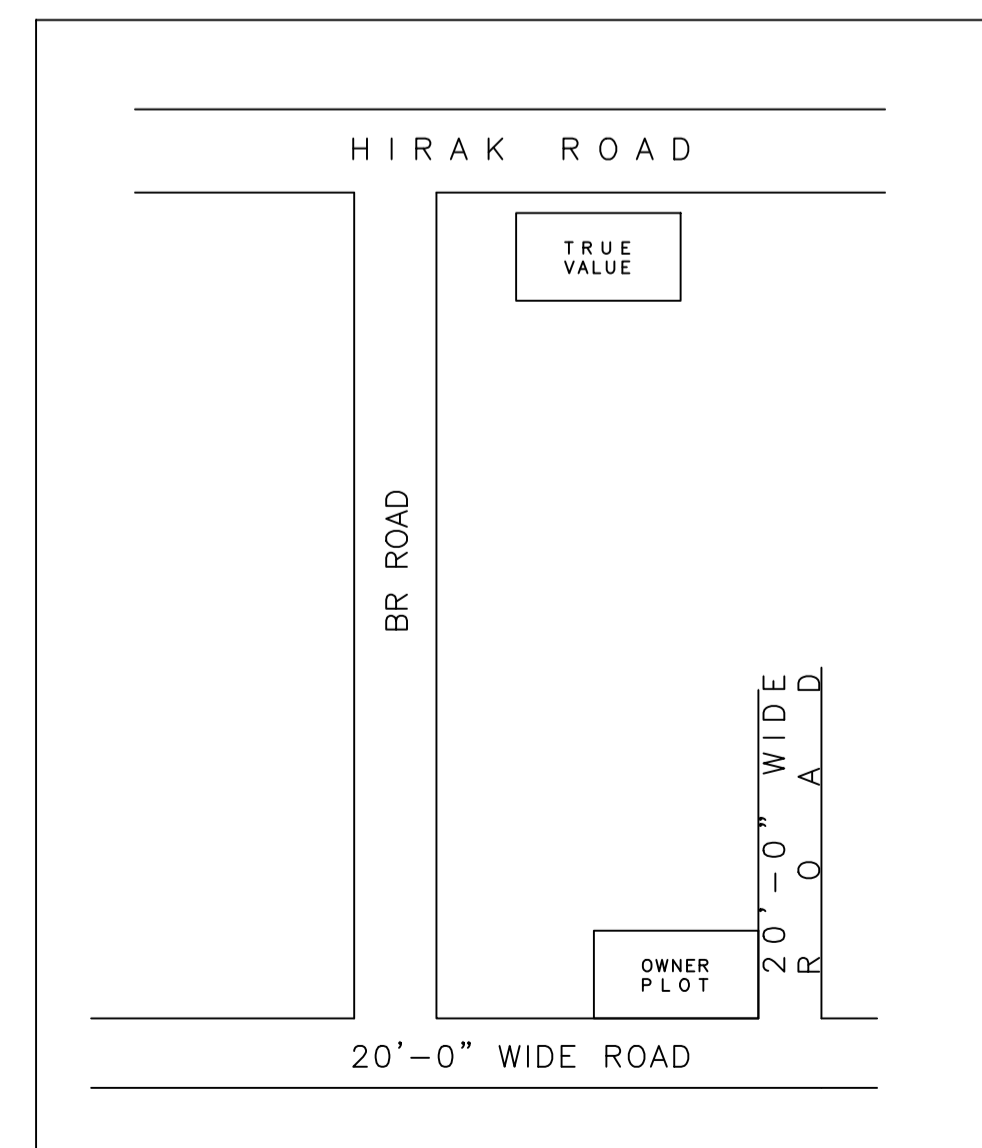 HIRAK ROAD
TRUE
VALUE
BR ROAD
20'-0" WIDE
ROAD
OWNER
PLOT
20'-0" WIDE ROAD